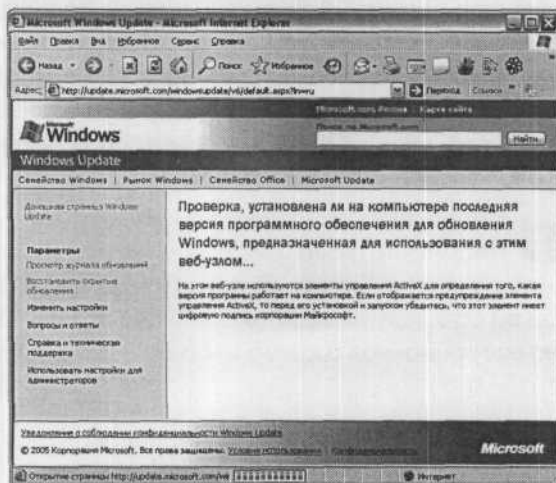 Microsoft Windows Update - Microsoft Internet Explorer
Файл Правка Вид Избранное Сервис Справка
Назад Поиск Избранное
Адрес: http://update.microsoft.com/windowsupdate/v6/default.aspx?ln=ru Переход Ссылки
Microsoft.com Россия | Карта сайта
Windows
Поиск по Microsoft.com
Найти
Windows Update
Семейство Windows | Рынок Windows | Семейство Office | Microsoft Update
Домашняя страница Windows Update
Параметры
Просмотр журнала обновлений
Восстановить скрытые обновления
Изменить настройки
Вопросы и ответы
Справка и техническая поддержка
Использовать настройки для администраторов
Проверка, установлена ли на компьютере последняя
версия программного обеспечения для обновления
Windows, предназначенная для использования с этим
веб-узлом...
На этом веб-узле используются элементы управления ActiveX для определения того, какая
версия программы работает на компьютере. Если отображается предупреждение элемента
управления ActiveX, то перед его установкой и запуском убедитесь, что этот элемент имеет
цифровую подпись корпорации Майкрософт.
Уведомление о соблюдении конфиденциальности Windows Update
© 2005 Корпорация Microsoft. Все права защищены. Условия использования | Конфиденциальность
Microsoft
Открытие страницы http://update.microsoft.com/wi
Интернет